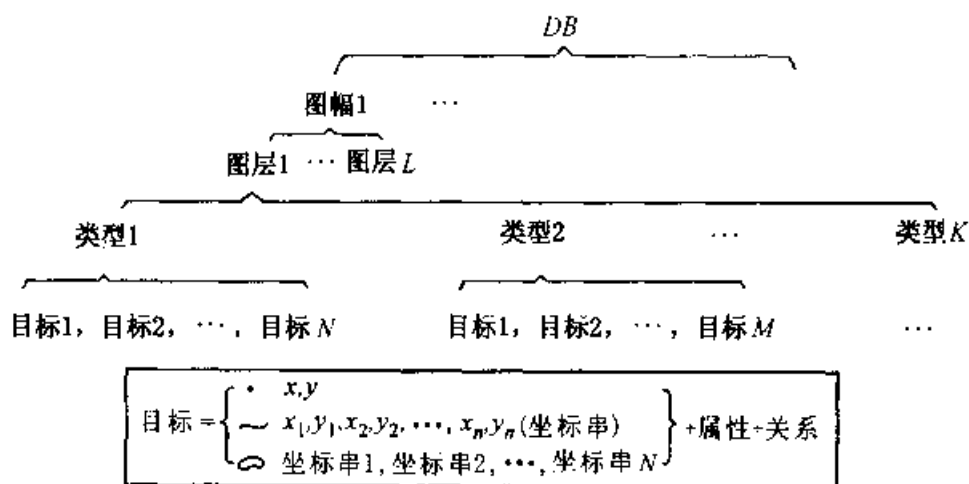 DB
图幅1 …
图层1 … 图层L
类型1 类型2 … 类型K
目标1, 目标2, …, 目标N 目标1, 目标2, …, 目标M …
· x,y
目标= ～ x₁,y₁,x₂,y₂, …, xₙ,yₙ(坐标串) +属性+关系
坐标串1, 坐标串2, …, 坐标串N